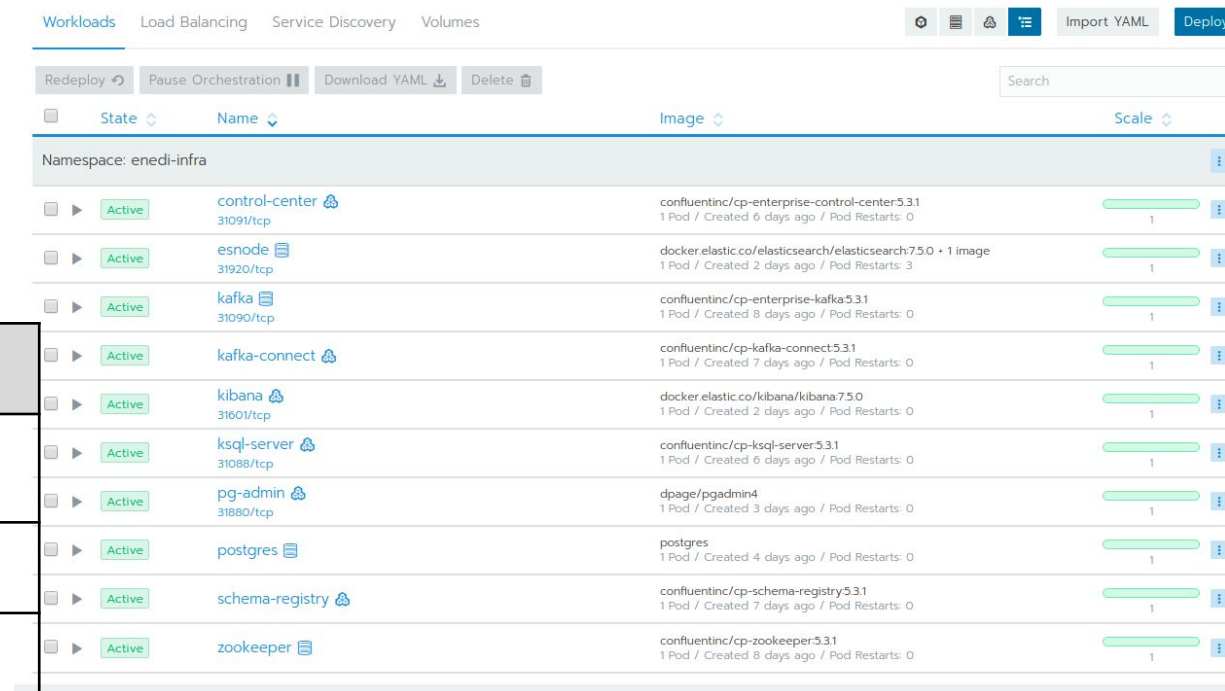 Workloads Load Balancing Service Discovery Volumes Import YAML Deploy
Redeploy Pause Orchestration Download YAML Delete Search
State Name Image Scale
Namespace: enedi-infra
Active control-center confluentinc/cp-enterprise-control-center:5.3.1
31091/tcp 1 Pod / Created 6 days ago / Pod Restarts: 0 1
Active esnode docker.elastic.co/elasticsearch/elasticsearch:7.5.0 + 1 image
31920/tcp 1 Pod / Created 2 days ago / Pod Restarts: 3 1
Active kafka confluentinc/cp-enterprise-kafka:5.3.1
31090/tcp 1 Pod / Created 8 days ago / Pod Restarts: 0 1
Active kafka-connect confluentinc/cp-kafka-connect:5.3.1
1 Pod / Created 7 days ago / Pod Restarts: 0 1
Active kibana docker.elastic.co/kibana/kibana:7.5.0
31601/tcp 1 Pod / Created 2 days ago / Pod Restarts: 0 1
Active ksql-server confluentinc/cp-ksql-server:5.3.1
31088/tcp 1 Pod / Created 6 days ago / Pod Restarts: 0 1
Active pg-admin dpage/pgadmin4
31880/tcp 1 Pod / Created 3 days ago / Pod Restarts: 0 1
Active postgres postgres
1 Pod / Created 4 days ago / Pod Restarts: 0 1
Active schema-registry confluentinc/cp-schema-registry:5.3.1
1 Pod / Created 7 days ago / Pod Restarts: 0 1
Active zookeeper confluentinc/cp-zookeeper:5.3.1
1 Pod / Created 8 days ago / Pod Restarts: 0 1